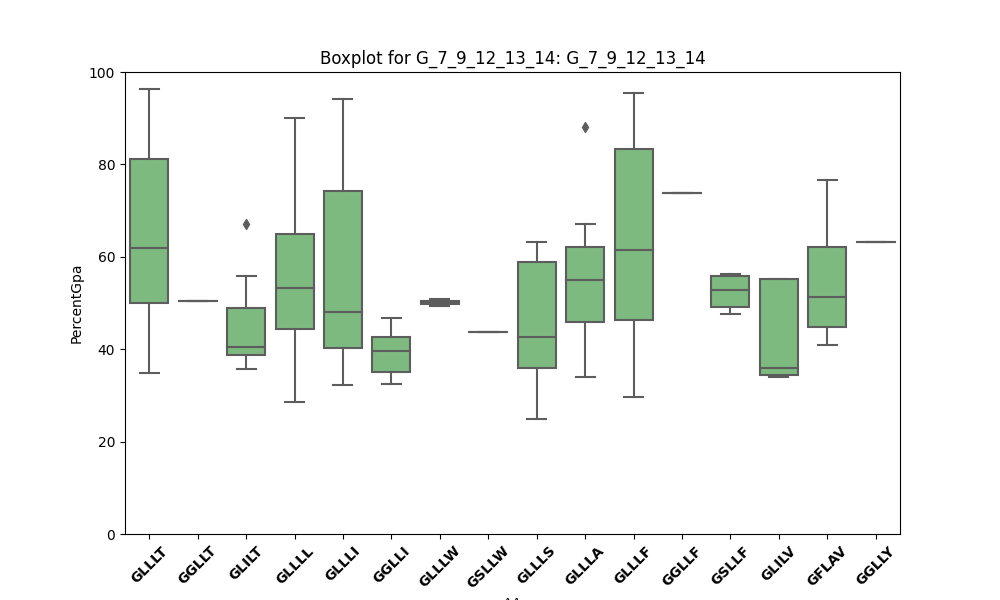 Boxplot for G_7_9_12_13_14: G_7_9_12_13_14
100
80
60
40
20
0
PercentGpa
GLLLT GGLLT GLILT GLLLL GLLLI GGLLI GLLLW GSLLW GLLLS GLLLA GLLLF GGLLF GSLLF GLILV GFLAV GGLLY